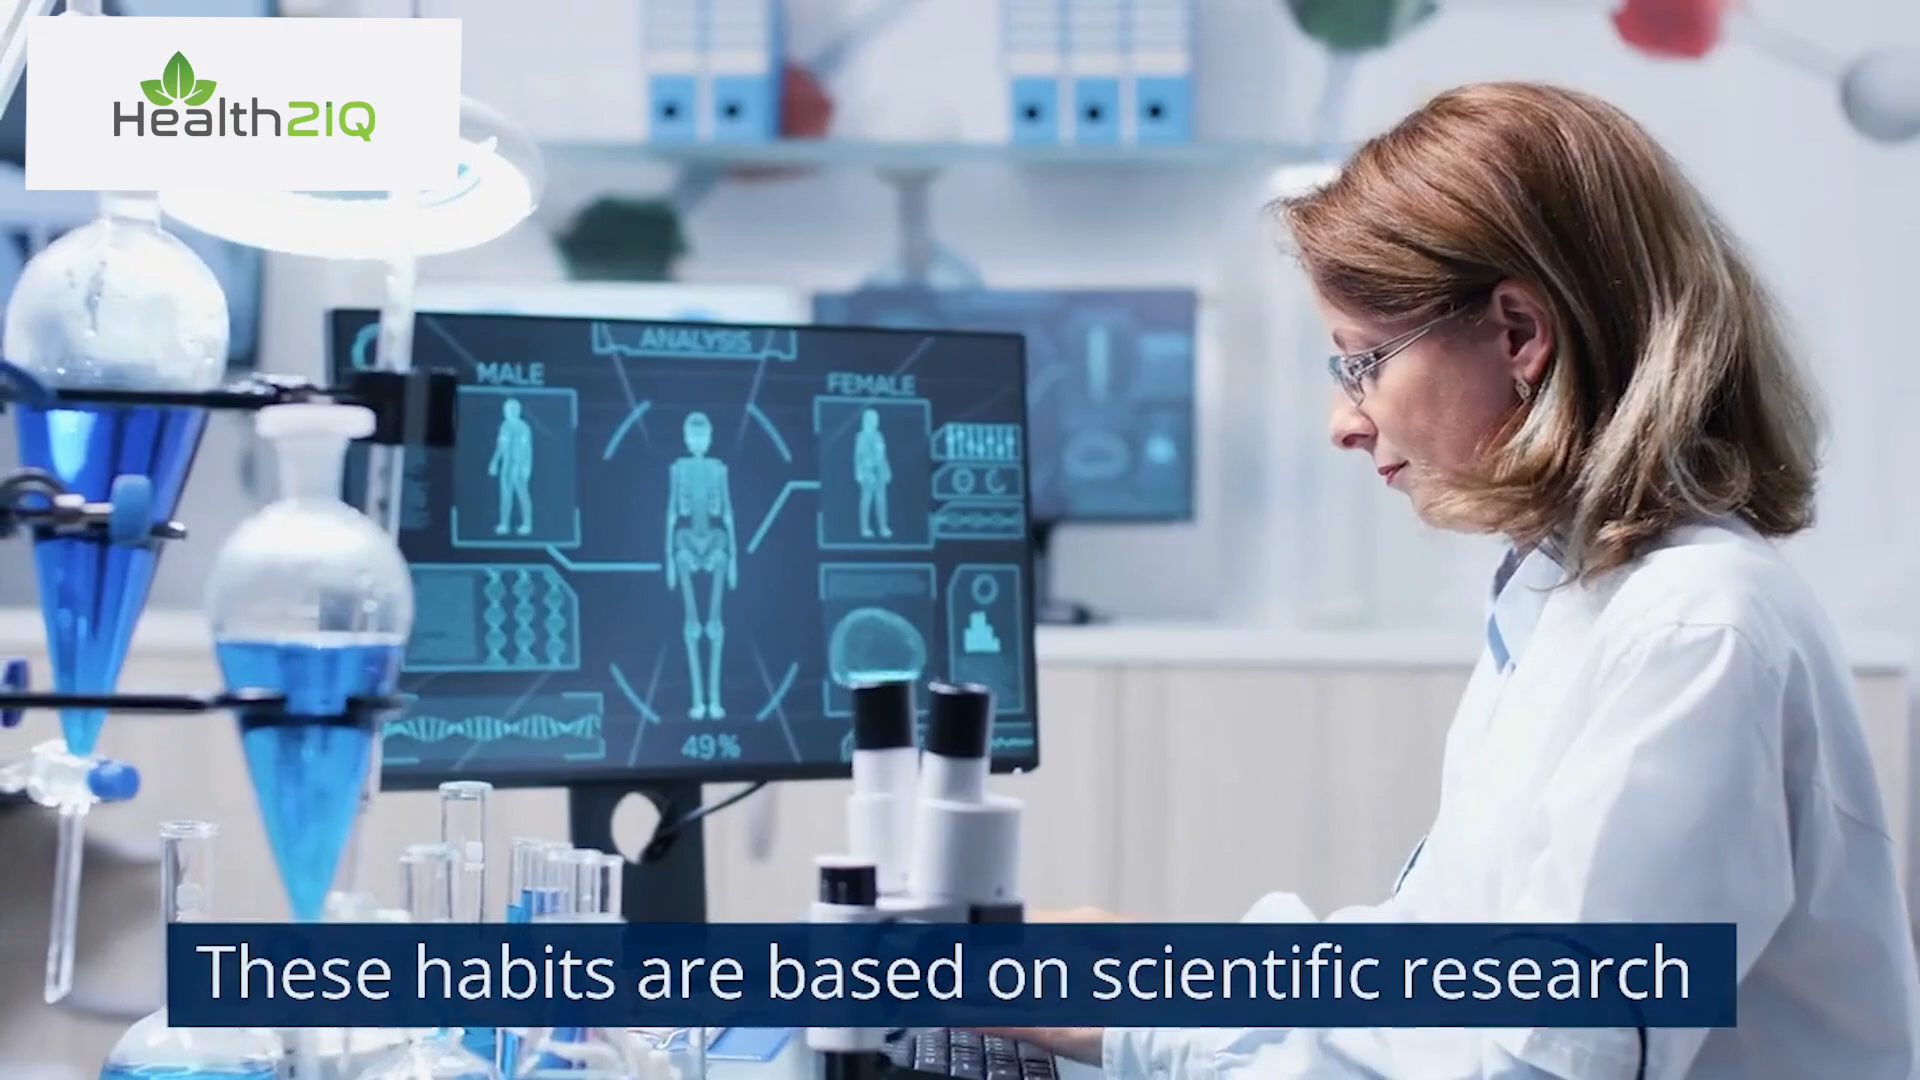 Health2iQ
ANALYSIS
MALE
FEMALE
49%
These habits are based on scientific research